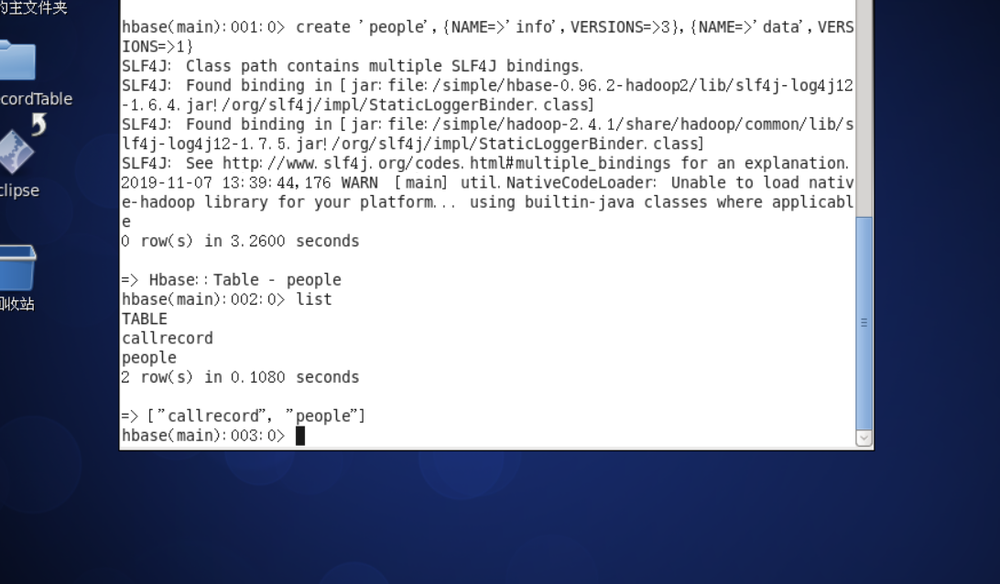 的主文件夹
cordTable
clipse
回收站
hbase(main):001:0> create 'people',{NAME=>'info',VERSIONS=>3},{NAME=>'data',VERS
IONS=>1}
SLF4J: Class path contains multiple SLF4J bindings.
SLF4J: Found binding in [jar:file:/simple/hbase-0.96.2-hadoop2/lib/slf4j-log4j12
-1.6.4.jar!/org/slf4j/impl/StaticLoggerBinder.class]
SLF4J: Found binding in [jar:file:/simple/hadoop-2.4.1/share/hadoop/common/lib/s
lf4j-log4j12-1.7.5.jar!/org/slf4j/impl/StaticLoggerBinder.class]
SLF4J: See http://www.slf4j.org/codes.html#multiple_bindings for an explanation.
2019-11-07 13:39:44,176 WARN  [main] util.NativeCodeLoader: Unable to load nativ
e-hadoop library for your platform... using builtin-java classes where applicabl
e
0 row(s) in 3.2600 seconds
=> Hbase::Table - people
hbase(main):002:0> list
TABLE
callrecord
people
2 row(s) in 0.1080 seconds
=> ["callrecord", "people"]
hbase(main):003:0>